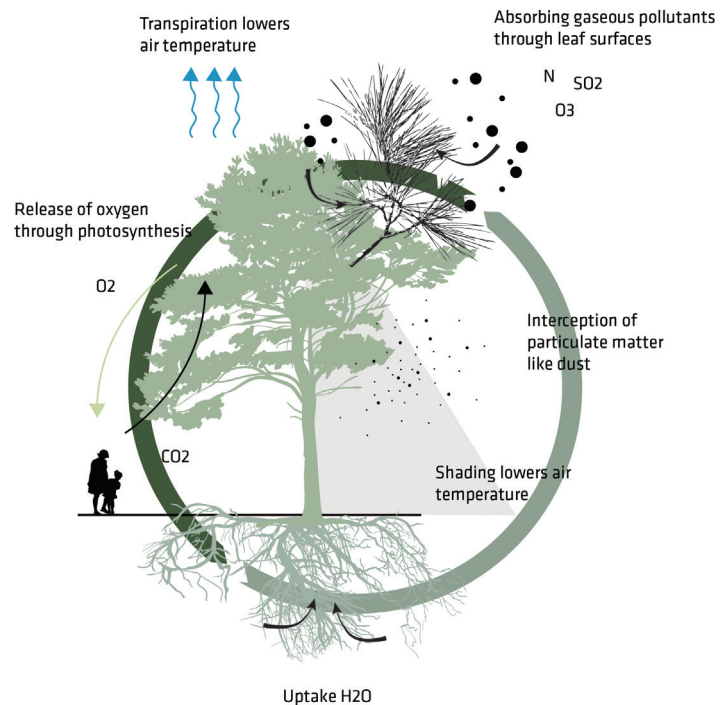 Transpiration lowers
air temperature
Absorbing gaseous pollutants
through leaf surfaces
N
SO2
O3
Release of oxygen
through photosynthesis
O2
Interception of
particulate matter
like dust
CO2
Shading lowers air
temperature
Uptake H2O